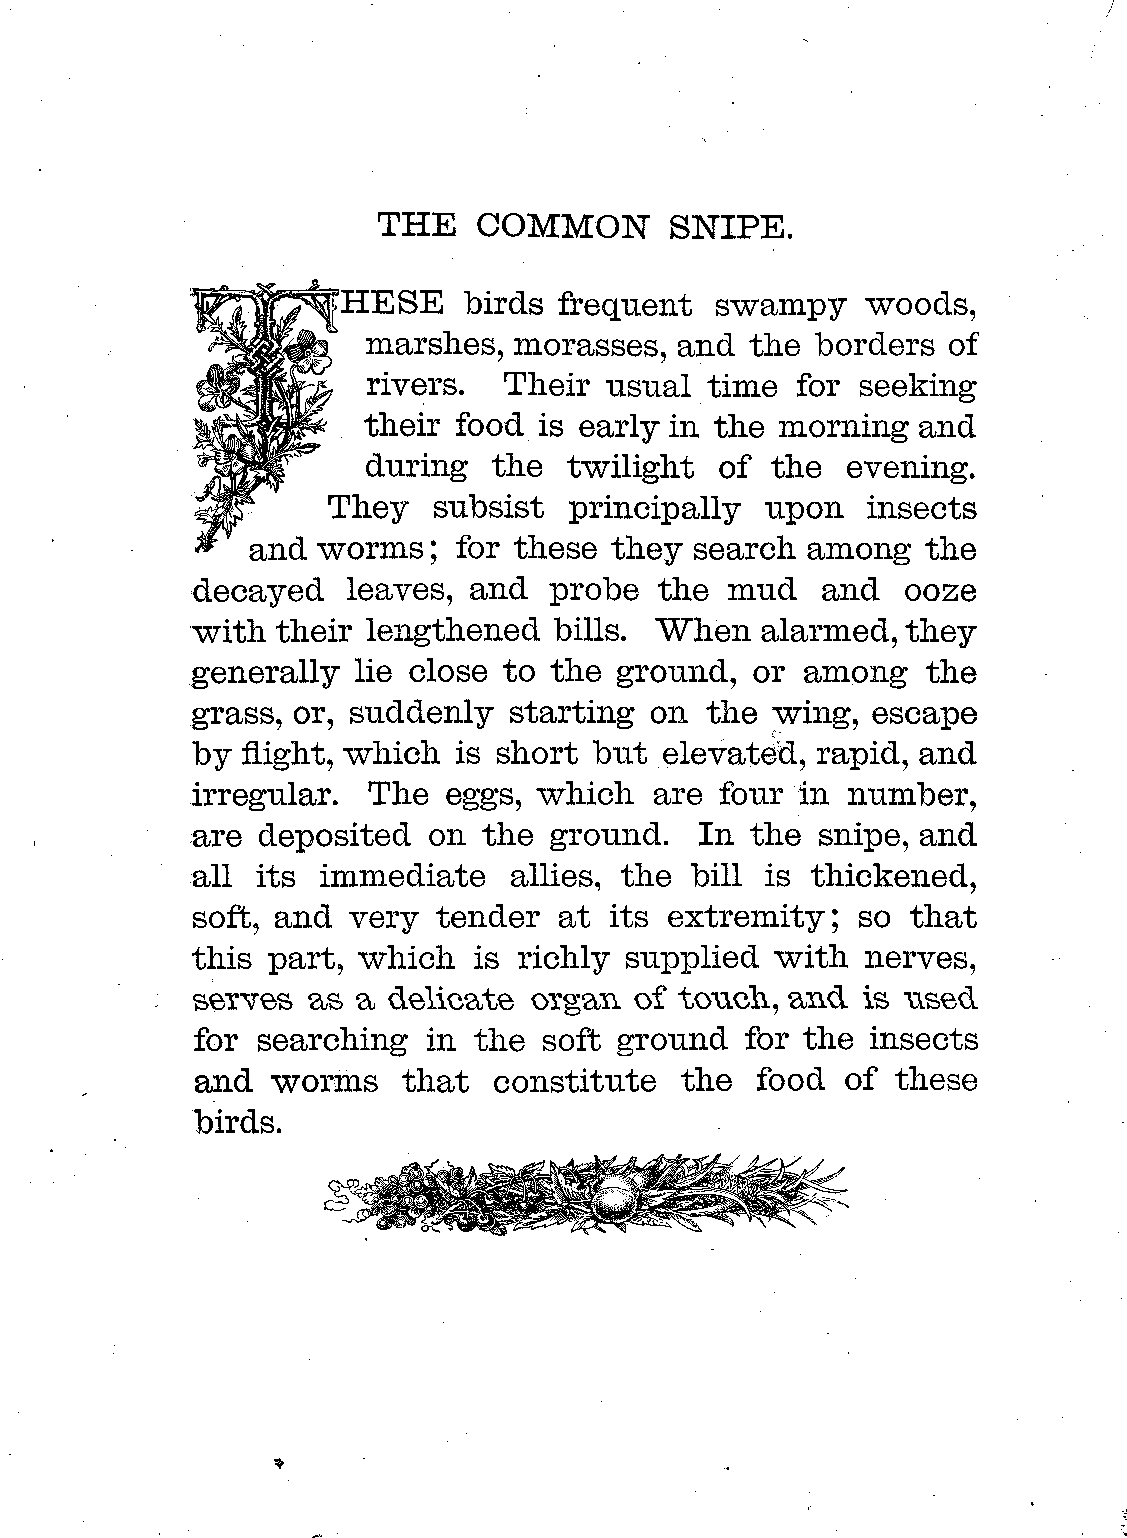 THE COMMON SNIPE.
THESE birds frequent swampy woods,
marshes, morasses, and the borders of
rivers. Their usual time for seeking
their food is early in the morning and
during the twilight of the evening.
They subsist principally upon insects
and worms; for these they search among the
decayed leaves, and probe the mud and ooze
with their lengthened bills. When alarmed, they
generally lie close to the ground, or among the
grass, or, suddenly starting on the wing, escape
by flight, which is short but elevated, rapid, and
irregular. The eggs, which are four in number,
are deposited on the ground. In the snipe, and
all its immediate allies, the bill is thickened,
soft, and very tender at its extremity; so that
this part, which is richly supplied with nerves,
serves as a delicate organ of touch, and is used
for searching in the soft ground for the insects
and worms that constitute the food of these
birds.